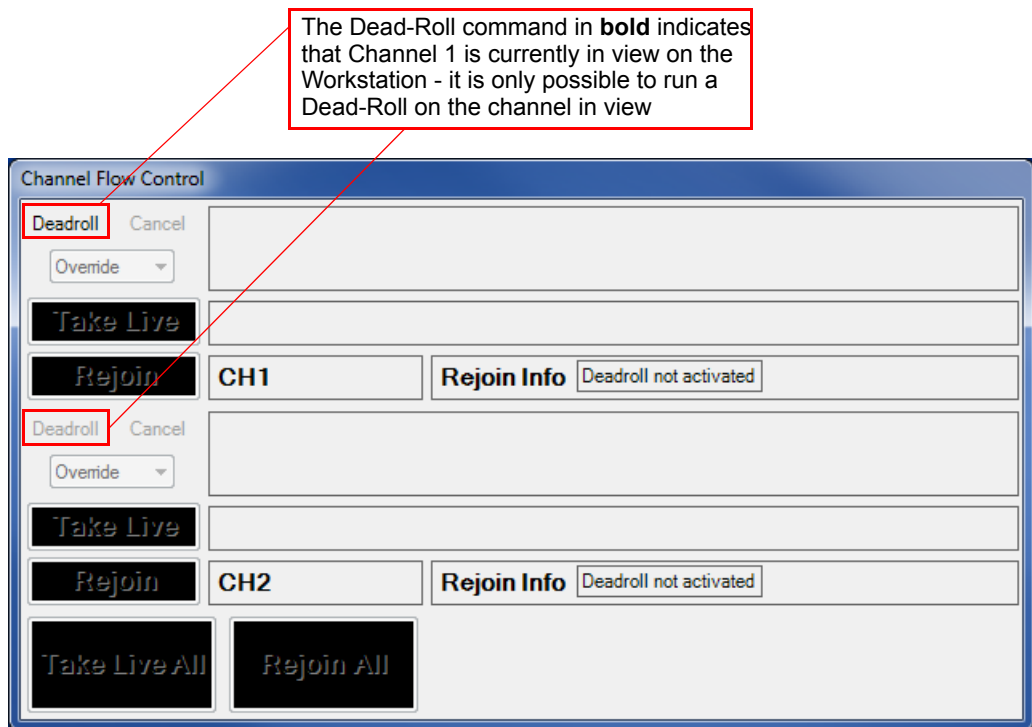 The Dead-Roll command in bold indicates
that Channel 1 is currently in view on the
Workstation - it is only possible to run a
Dead-Roll on the channel in view
Channel Flow Control
Deadroll Cancel
Override
Take Live
Rejoin CH1 Rejoin Info Deadroll not activated
Deadroll Cancel
Override
Take Live
Rejoin CH2 Rejoin Info Deadroll not activated
Take Live All Rejoin All